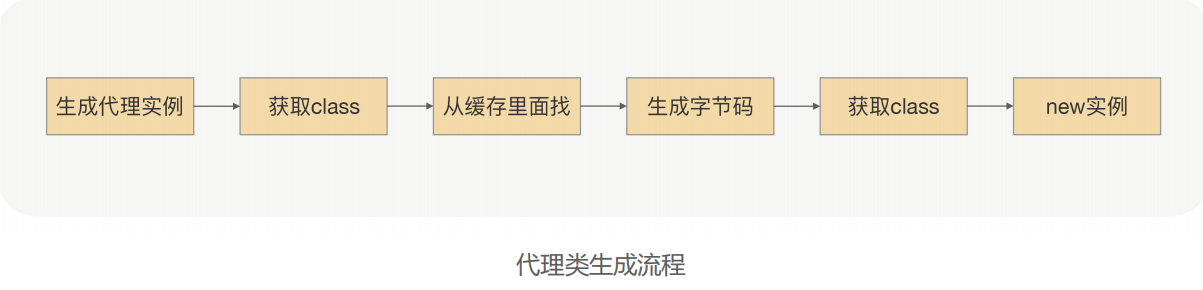 生成代理实例
获取class
从缓存里面找
生成字节码
获取class
new实例
代理类生成流程